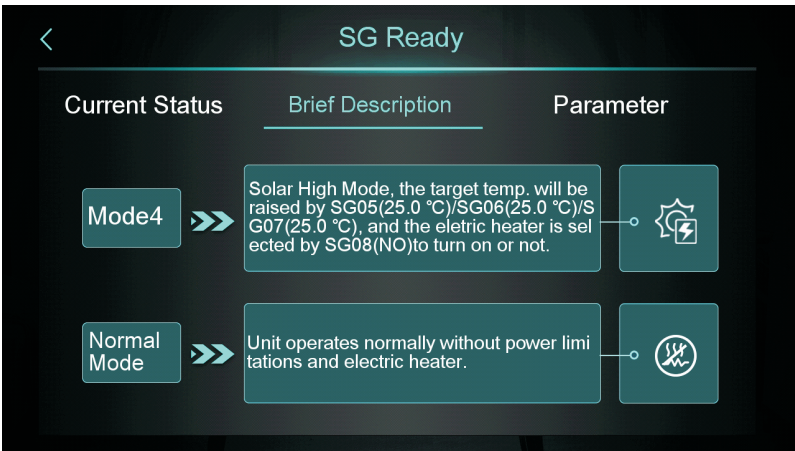 SG Ready
Current Status
Brief Description
Parameter
Mode4
Solar High Mode, the target temp. will be
raised by SG05(25.0 ℃)/SG06(25.0 ℃)/S
G07(25.0 ℃), and the eletric heater is sel
ected by SG08(NO)to turn on or not.
Normal
Mode
Unit operates normally without power limi
tations and electric heater.